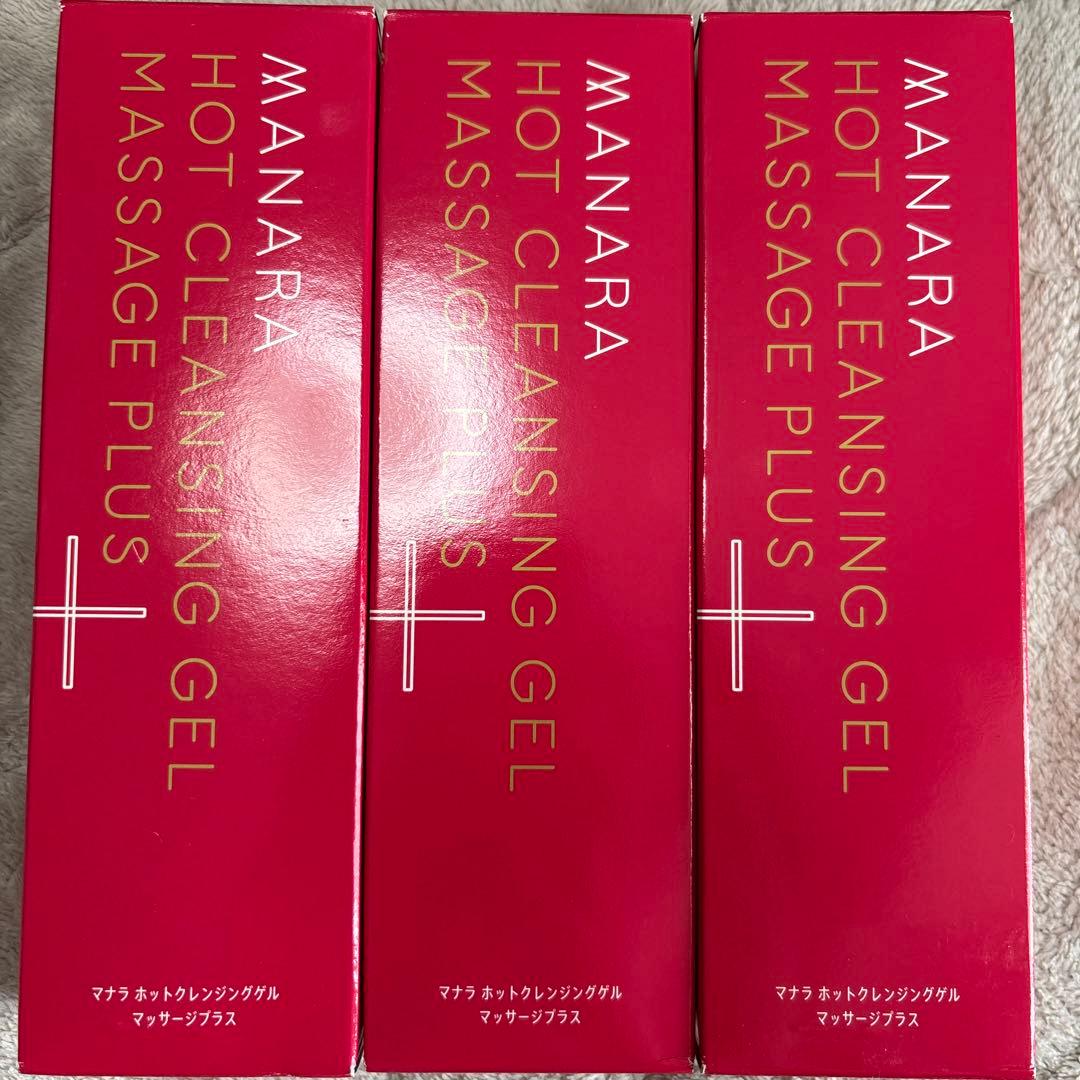 MANARA
HOT CLEANSING GEL
MASSAGE PLUS
マナラ ホットクレンジングゲル
マッサージプラス
MANARA
HOT CLEANSING GEL
MASSAGE PLUS
マナラ ホットクレンジングゲル
マッサージプラス
MANARA
HOT CLEANSING GEL
MASSAGE PLUS
マナラ ホットクレンジングゲル
マッサージプラス